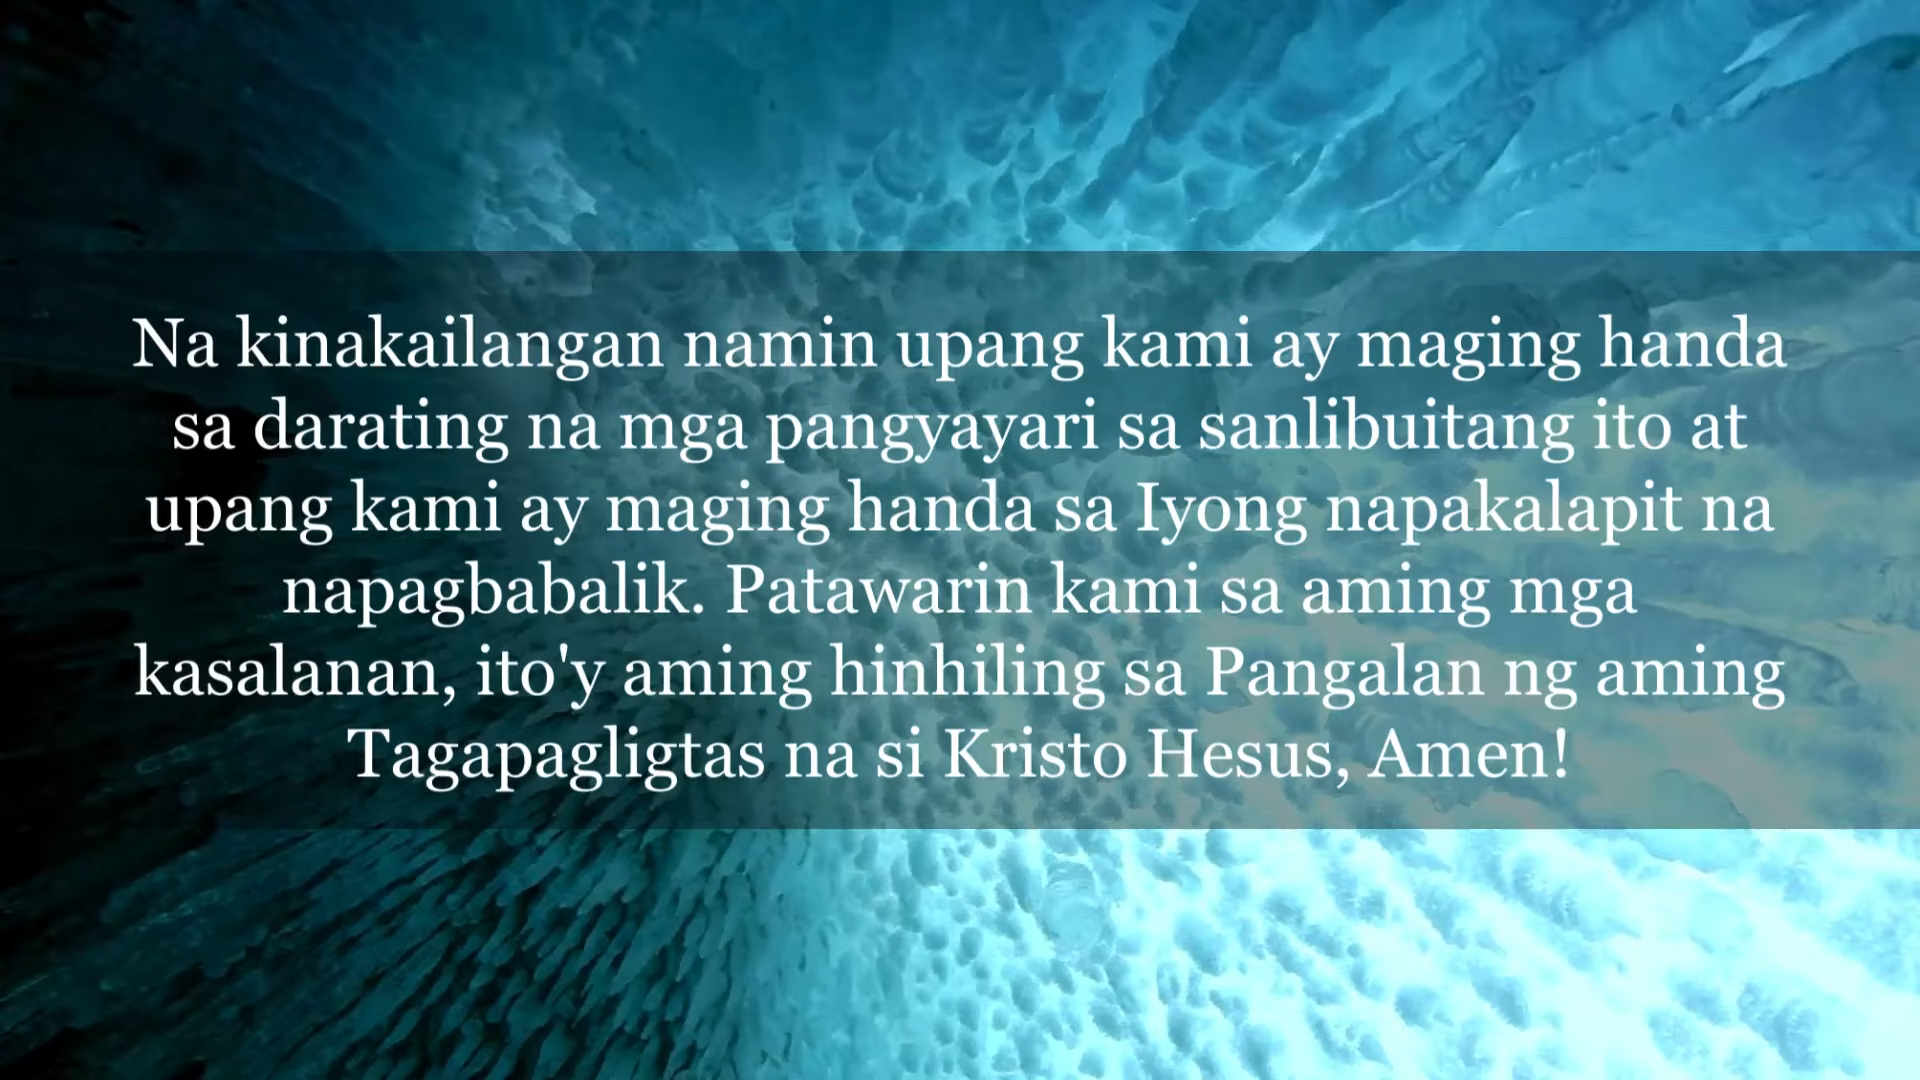 Na kinakailangan namin upang kami ay maging handa
sa darating na mga pangyayari sa sanlibuitang ito at
upang kami ay maging handa sa Iyong napakalapit na
napagbabalik. Patawarin kami sa aming mga
kasalanan, ito'y aming hinhiling sa Pangalan ng aming
Tagapagligtas na si Kristo Hesus, Amen!